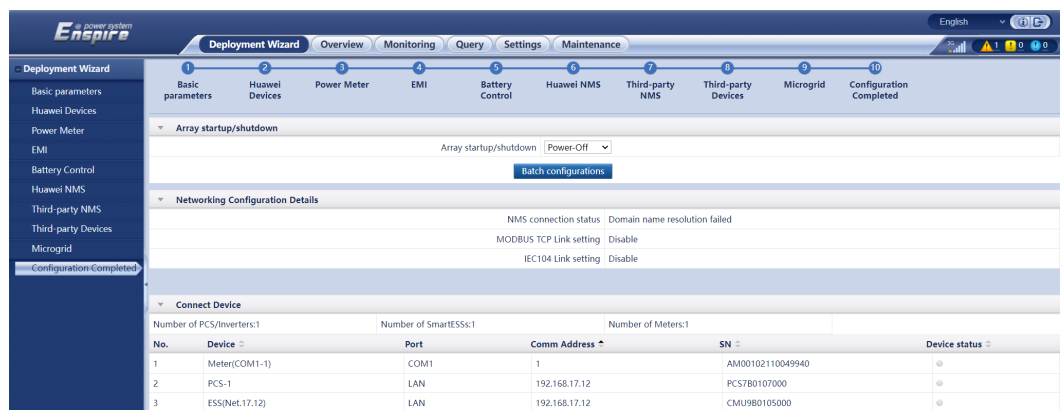 English
e power system
Enspire
Deployment Wizard Overview Monitoring Query Settings Maintenance
3G 1 0 0
Deployment Wizard
Basic parameters
Huawei Devices
Power Meter
EMI
Battery Control
Huawei NMS
Third-party NMS
Third-party Devices
Microgrid
Configuration Completed
1 2 3 4 5 6 7 8 9 10
Basic parameters
Huawei Devices
Power Meter
EMI
Battery Control
Huawei NMS
Third-party NMS
Third-party Devices
Microgrid
Configuration Completed
Array startup/shutdown
Array startup/shutdown Power-Off
Batch configurations
Networking Configuration Details
NMS connection status Domain name resolution failed
MODBUS TCP Link setting Disable
IEC104 Link setting Disable
Connect Device
Number of PCS/Inverters:1 Number of SmartESSs:1 Number of Meters:1
No. Device Port Comm Address SN Device status
1 Meter(COM1-1) COM1 1 AM00102110049940
2 PCS-1 LAN 192.168.17.12 PCS7B0107000
3 ESS(Net.17.12) LAN 192.168.17.12 CMU9B0105000